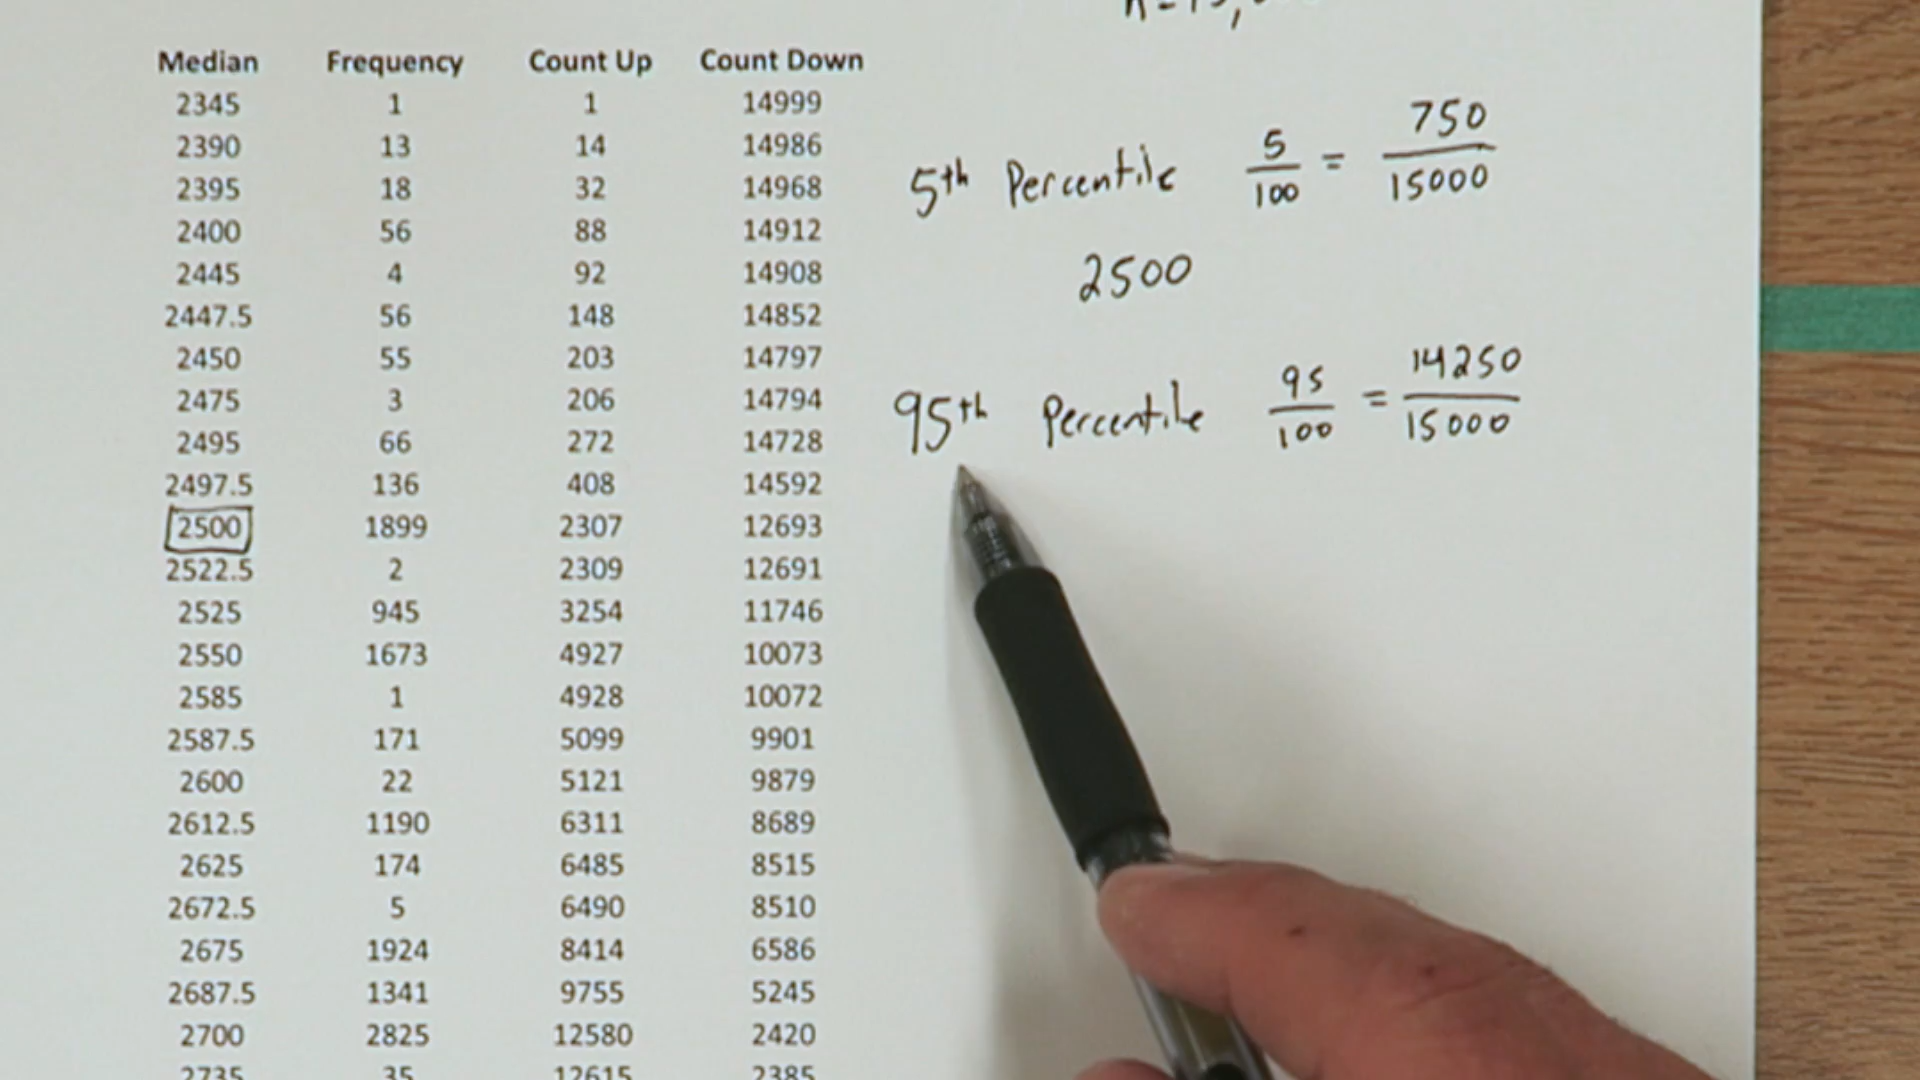 Median Frequency Count Up Count Down
2345 1 1 14999
2390 13 14 14986
2395 18 32 14968
2400 56 88 14912
2445 4 92 14908
2447.5 56 148 14852
2450 55 203 14797
2475 3 206 14794
2495 66 272 14728
2497.5 136 408 14592
2500 1899 2307 12693
2522.5 2 2309 12691
2525 945 3254 11746
2550 1673 4927 10073
2585 1 4928 10072
2587.5 171 5099 9901
2600 22 5121 9879
2612.5 1190 6311 8689
2625 174 6485 8515
2672.5 5 6490 8510
2675 1924 8414 6586
2687.5 1341 9755 5245
2700 2825 12580 2420
2735 35 12615 2385
5th Percentile 5/100 = 750/15000
2500
95th Percentile 95/100 = 14250/15000